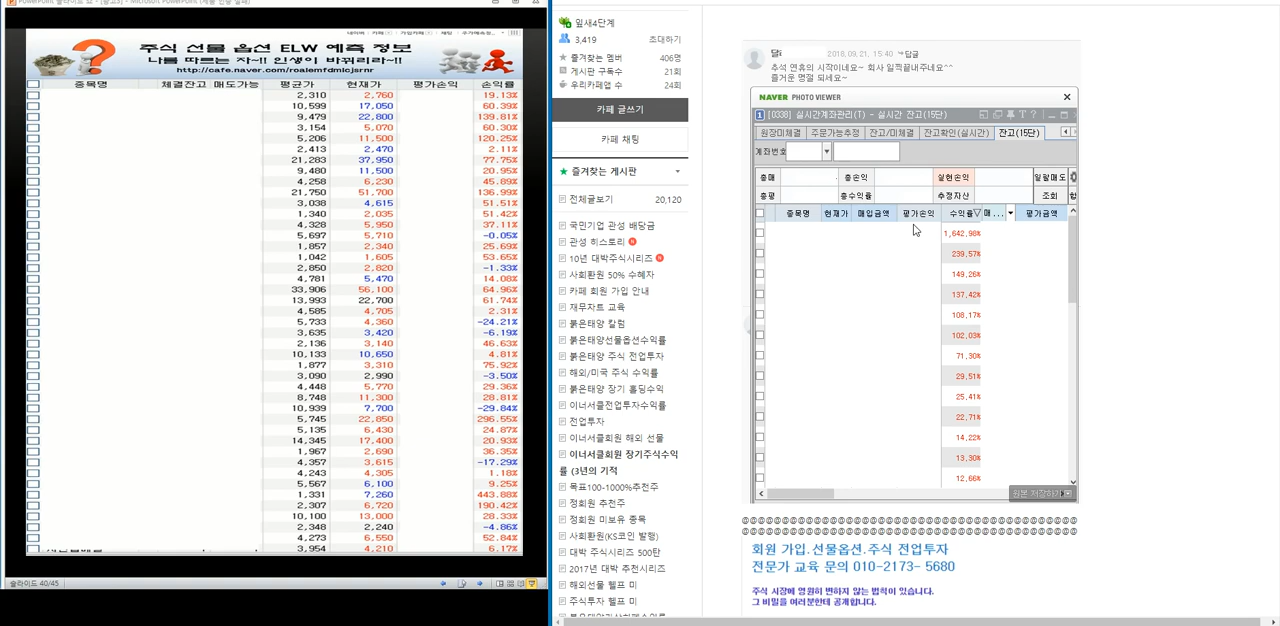 주식 선물 옵션 ELW 예측 정보
나를 따르는 자~!! 인생이 바뀌리라~!!
http://cafe.naver.com/roalemfdmlcjsrnr
종목명 체결잔고 매도가능 평균가 현재가 평가손익 손익률
2,310 2,760 19.13%
10,599 17,050 60.39%
9,479 22,800 139.81%
3,154 5,070 60.30%
5,206 11,500 120.25%
2,413 2,470 2.11%
21,283 37,950 77.75%
9,480 11,500 20.95%
4,258 6,230 45.89%
21,750 51,700 136.99%
3,038 4,615 51.51%
1,340 2,035 51.42%
4,328 5,950 37.11%
5,697 5,710 -0.05%
1,857 2,340 25.69%
1,042 1,605 53.65%
2,850 2,820 -1.33%
4,781 5,470 14.08%
33,906 56,100 64.96%
13,993 22,700 61.74%
4,585 4,705 2.31%
5,733 4,360 -24.21%
3,635 3,420 -6.19%
2,136 3,140 46.63%
10,133 10,650 4.81%
1,877 3,310 75.92%
3,090 2,990 -3.50%
4,448 5,770 29.36%
8,748 11,300 28.81%
10,939 7,700 -29.84%
5,745 22,850 296.55%
5,135 6,430 24.87%
14,345 17,400 20.93%
1,967 2,690 36.35%
4,357 3,615 -17.29%
4,243 4,305 1.18%
5,567 6,100 9.25%
1,331 7,260 443.88%
2,307 6,720 190.42%
10,100 13,000 28.33%
2,348 2,240 -4.86%
4,273 6,550 52.84%
3,954 4,210 6.17%
슬라이드 40/45
잎새4단계
3,419 초대하기
즐겨찾는 멤버 406명
게시판 구독수 21회
우리카페앱 수 24회
카페 글쓰기
카페 채팅
즐겨찾는 게시판
전체글보기 20,120
국민기업 관성 배당금
관성 히스토리
10년 대박주식시리즈
사회환원 50% 수혜자
카페 회원 가입 안내
재무차트 교육
붉은태양 칼럼
붉은태양선물옵션수익률
붉은태양 주식 전업투자
해외/미국 주식 수익률
붉은태양 장기 홀딩수익
이너서클전업투자수익률
전업투자
이너서클회원 해외 선물
이너서클회원 장기주식수익
률 (3년의 기적
목표100-1000%추천주
정회원 추천주
정회원 미보유 종목
사회환원(KS코인 발행)
대박 주식시리즈 500탄
2017년 대박 추천시리즈
해외선물 헬프 미
주식투자 헬프 미
2018.09.21. 15:40 답글
추석 연휴의 시작이네요~ 회사 일찍끝내주네요^^
즐거운 명절 되세요~
NAVER PHOTO VIEWER
1 [0338] 실시간계좌관리(T) - 실시간 잔고(15단)
원장미체결 주문가능추정 잔고/미체결 잔고확인(실시간) 잔고(15단)
계좌번호
총매 총손익 실현손익 일괄매도
총평 총수익률 추정자산 조회
종목명 현재가 매입금액 평가손익 수익률 매... 평가금액
1,642,98%
239,57%
149,26%
137,42%
108,17%
102,03%
71,30%
29,51%
25,41%
22,71%
14,22%
13,30%
12,66%
원본 저장하기
회원 가입.선물옵션.주식 전업투자
전문가 교육 문의 010-2173- 5680
주식 시장에 영원히 변하지 않는 법칙이 있습니다.
그 비밀을 여러분한테 공개합니다.